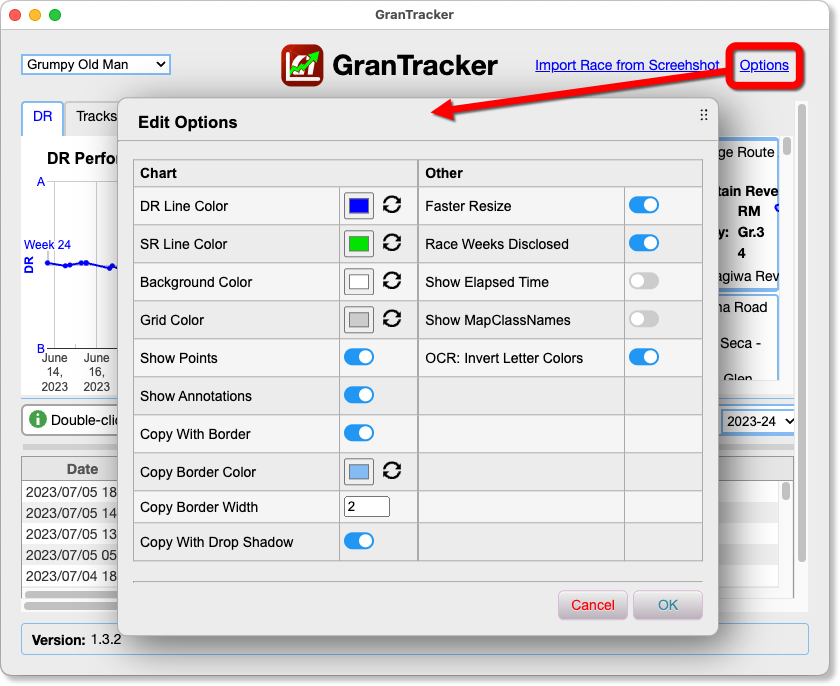 GranTracker
Grumpy Old Man
GranTracker
Import Race from Screehshot
Options
DR
Tracks
DR Perfo
A
Week 24
DR
B
June
14,
2023
June
16,
2023
Edit Options
Chart
Other
DR Line Color
Faster Resize
SR Line Color
Race Weeks Disclosed
Background Color
Show Elapsed Time
Grid Color
Show MapClassNames
Show Points
OCR: Invert Letter Colors
Show Annotations
Copy With Border
Copy Border Color
Copy Border Width
2
Copy With Drop Shadow
Cancel
OK
ge Route
tain Reve
RM
y: Gr.3
4
agiwa Rev
na Road
Seca -
Glen
Double-clic
2023-24
Date
2023/07/05 18
2023/07/05 14
2023/07/05 13
2023/07/05 05
2023/07/04 18
Version: 1.3.2